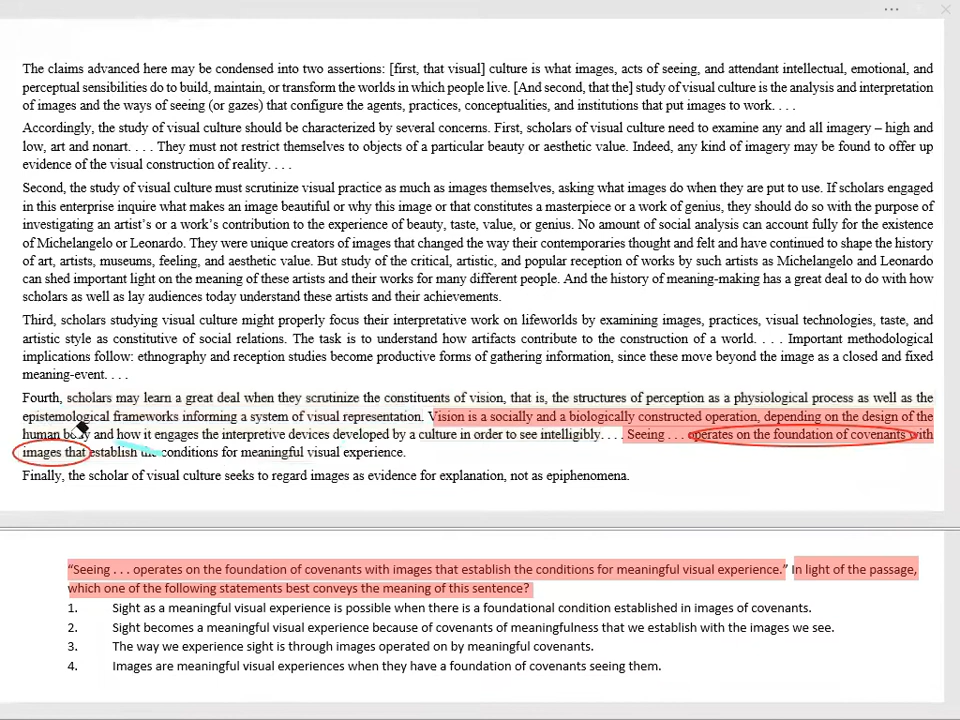 The claims advanced here may be condensed into two assertions: [first, that visual] culture is what images, acts of seeing, and attendant intellectual, emotional, and
perceptual sensibilities do to build, maintain, or transform the worlds in which people live. [And second, that the] study of visual culture is the analysis and interpretation
of images and the ways of seeing (or gazes) that configure the agents, practices, conceptualities, and institutions that put images to work. . . .
Accordingly, the study of visual culture should be characterized by several concerns. First, scholars of visual culture need to examine any and all imagery – high and
low, art and nonart. . . . They must not restrict themselves to objects of a particular beauty or aesthetic value. Indeed, any kind of imagery may be found to offer up
evidence of the visual construction of reality. . . .
Second, the study of visual culture must scrutinize visual practice as much as images themselves, asking what images do when they are put to use. If scholars engaged
in this enterprise inquire what makes an image beautiful or why this image or that constitutes a masterpiece or a work of genius, they should do so with the purpose of
investigating an artist's or a work's contribution to the experience of beauty, taste, value, or genius. No amount of social analysis can account fully for the existence
of Michelangelo or Leonardo. They were unique creators of images that changed the way their contemporaries thought and felt and have continued to shape the history
of art, artists, museums, feeling, and aesthetic value. But study of the critical, artistic, and popular reception of works by such artists as Michelangelo and Leonardo
can shed important light on the meaning of these artists and their works for many different people. And the history of meaning-making has a great deal to do with how
scholars as well as lay audiences today understand these artists and their achievements.
Third, scholars studying visual culture might properly focus their interpretative work on lifeworlds by examining images, practices, visual technologies, taste, and
artistic style as constitutive of social relations. The task is to understand how artifacts contribute to the construction of a world. . . . Important methodological
implications follow: ethnography and reception studies become productive forms of gathering information, since these move beyond the image as a closed and fixed
meaning-event. . . .
Fourth, scholars may learn a great deal when they scrutinize the constituents of vision, that is, the structures of perception as a physiological process as well as the
epistemological frameworks informing a system of visual representation. Vision is a socially and a biologically constructed operation, depending on the design of the
human body and how it engages the interpretive devices developed by a culture in order to see intelligibly. . . . Seeing . . . operates on the foundation of covenants with
images that establish the conditions for meaningful visual experience.
Finally, the scholar of visual culture seeks to regard images as evidence for explanation, not as epiphenomena.
“Seeing . . . operates on the foundation of covenants with images that establish the conditions for meaningful visual experience.” In light of the passage,
which one of the following statements best conveys the meaning of this sentence?
1. Sight as a meaningful visual experience is possible when there is a foundational condition established in images of covenants.
2. Sight becomes a meaningful visual experience because of covenants of meaningfulness that we establish with the images we see.
3. The way we experience sight is through images operated on by meaningful covenants.
4. Images are meaningful visual experiences when they have a foundation of covenants seeing them.